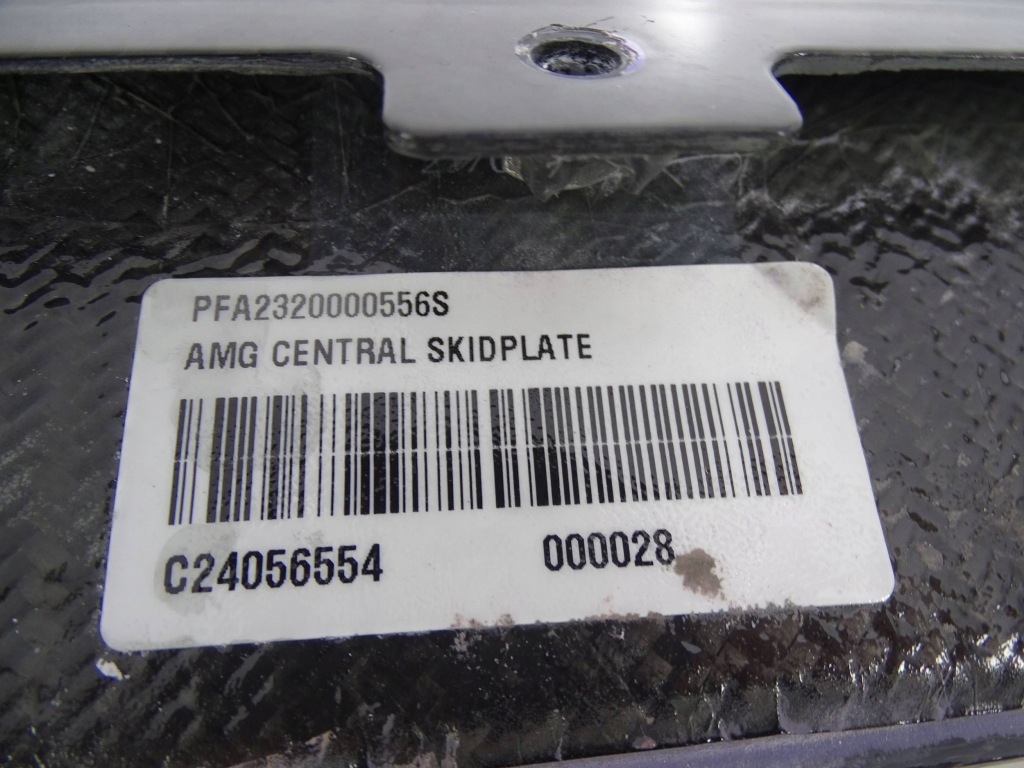 PFA2320000556S
AMG CENTRAL SKIDPLATE
C24056554 000028